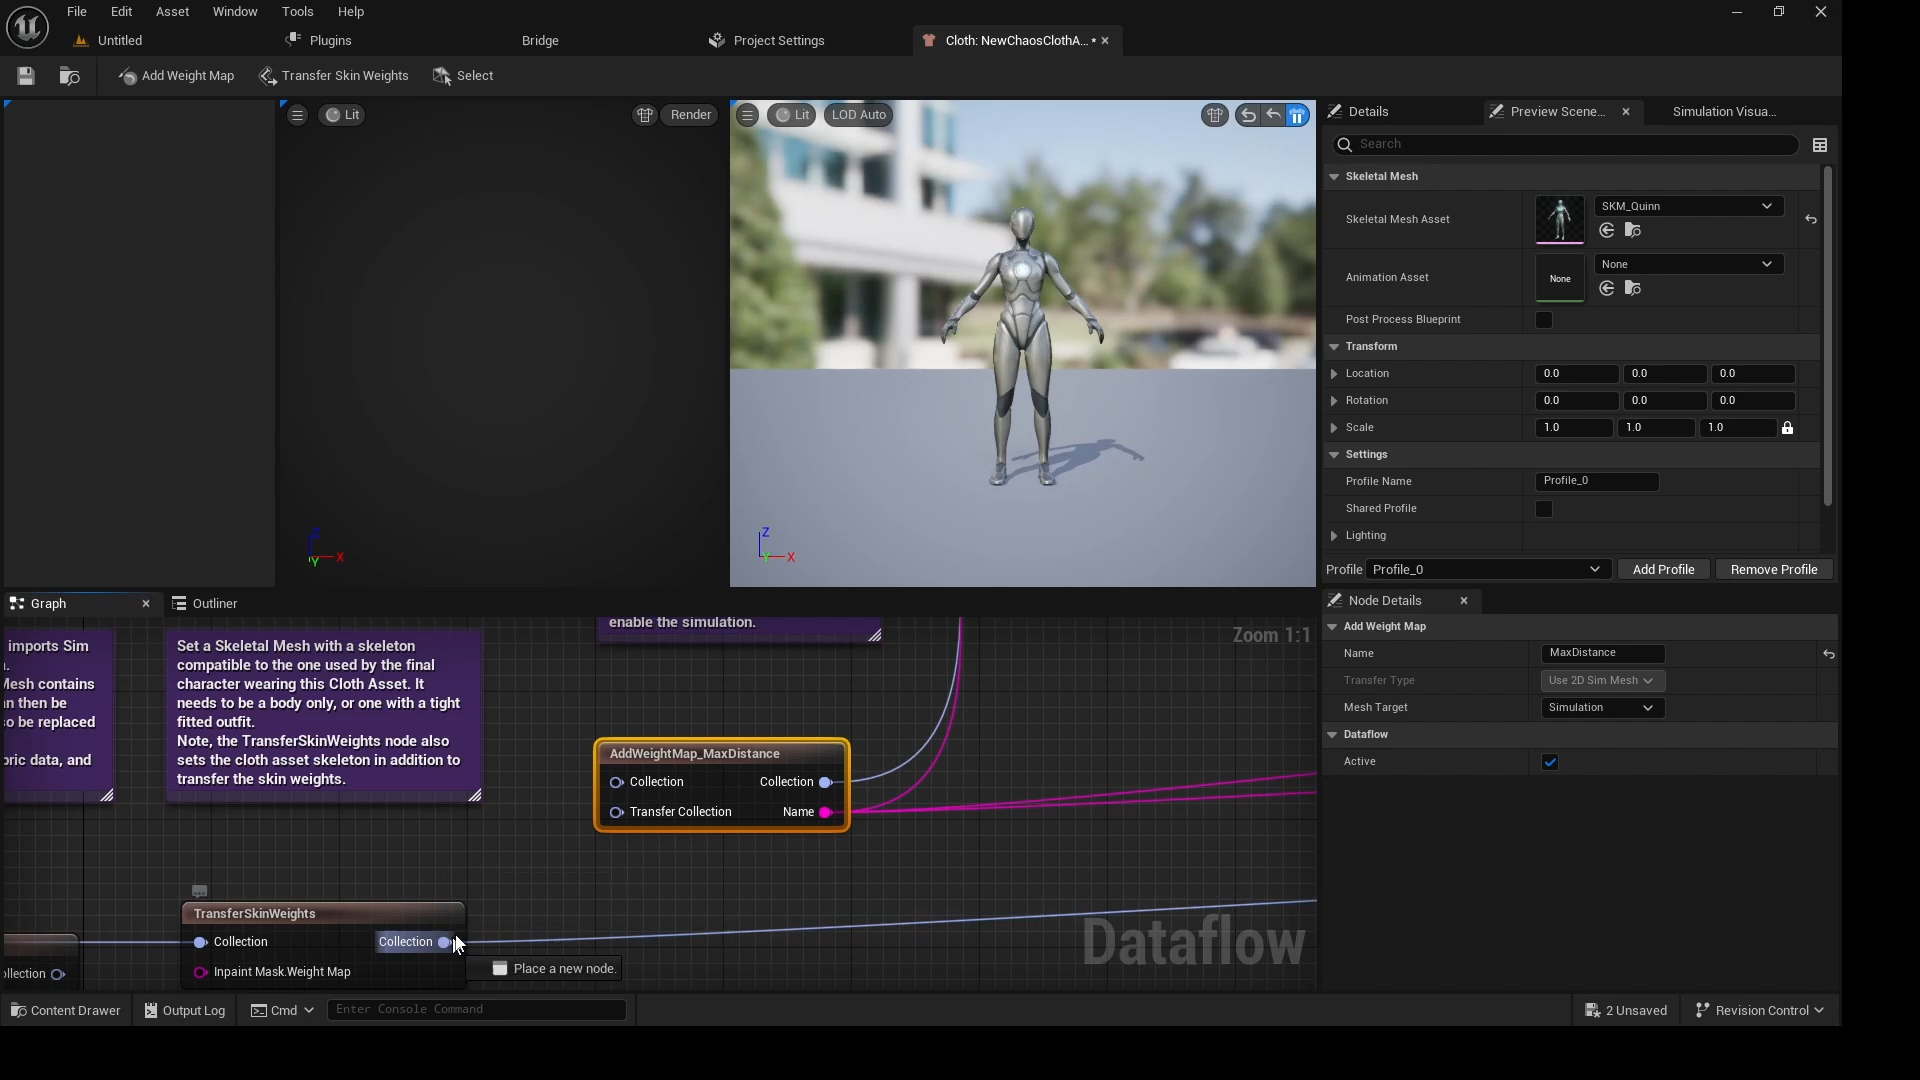 File Edit Asset Window Tools Help
Untitled Plugins Bridge Project Settings Cloth: NewChaosClothA... *
Add Weight Map Transfer Skin Weights Select
Lit Render Lit LOD Auto
Details Preview Scene... Simulation Visua...
Search
Skeletal Mesh
Skeletal Mesh Asset SKM_Quinn
Animation Asset None None
Post Process Blueprint
Transform
Location 0.0 0.0 0.0
Rotation 0.0 0.0 0.0
Scale 1.0 1.0 1.0
Settings
Profile Name Profile_0
Shared Profile
Lighting
Profile Profile_0 Add Profile Remove Profile
Z
X
Y
Z
X
Y
Graph Outliner
Zoom 1:1
imports Sim
Mesh contains
n then be
so be replaced
bric data, and
Set a Skeletal Mesh with a skeleton
compatible to the one used by the final
character wearing this Cloth Asset. It
needs to be a body only, or one with a tight
fitted outfit.
Note, the TransferSkinWeights node also
sets the cloth asset skeleton in addition to
transfer the skin weights.
enable the simulation.
AddWeightMap_MaxDistance
Collection Collection
Transfer Collection Name
TransferSkinWeights
Collection Collection
Inpaint Mask.Weight Map
ollection
Place a new node.
Dataflow
Node Details
Add Weight Map
Name MaxDistance
Transfer Type Use 2D Sim Mesh
Mesh Target Simulation
Dataflow
Active
Content Drawer Output Log Cmd Enter Console Command 2 Unsaved Revision Control